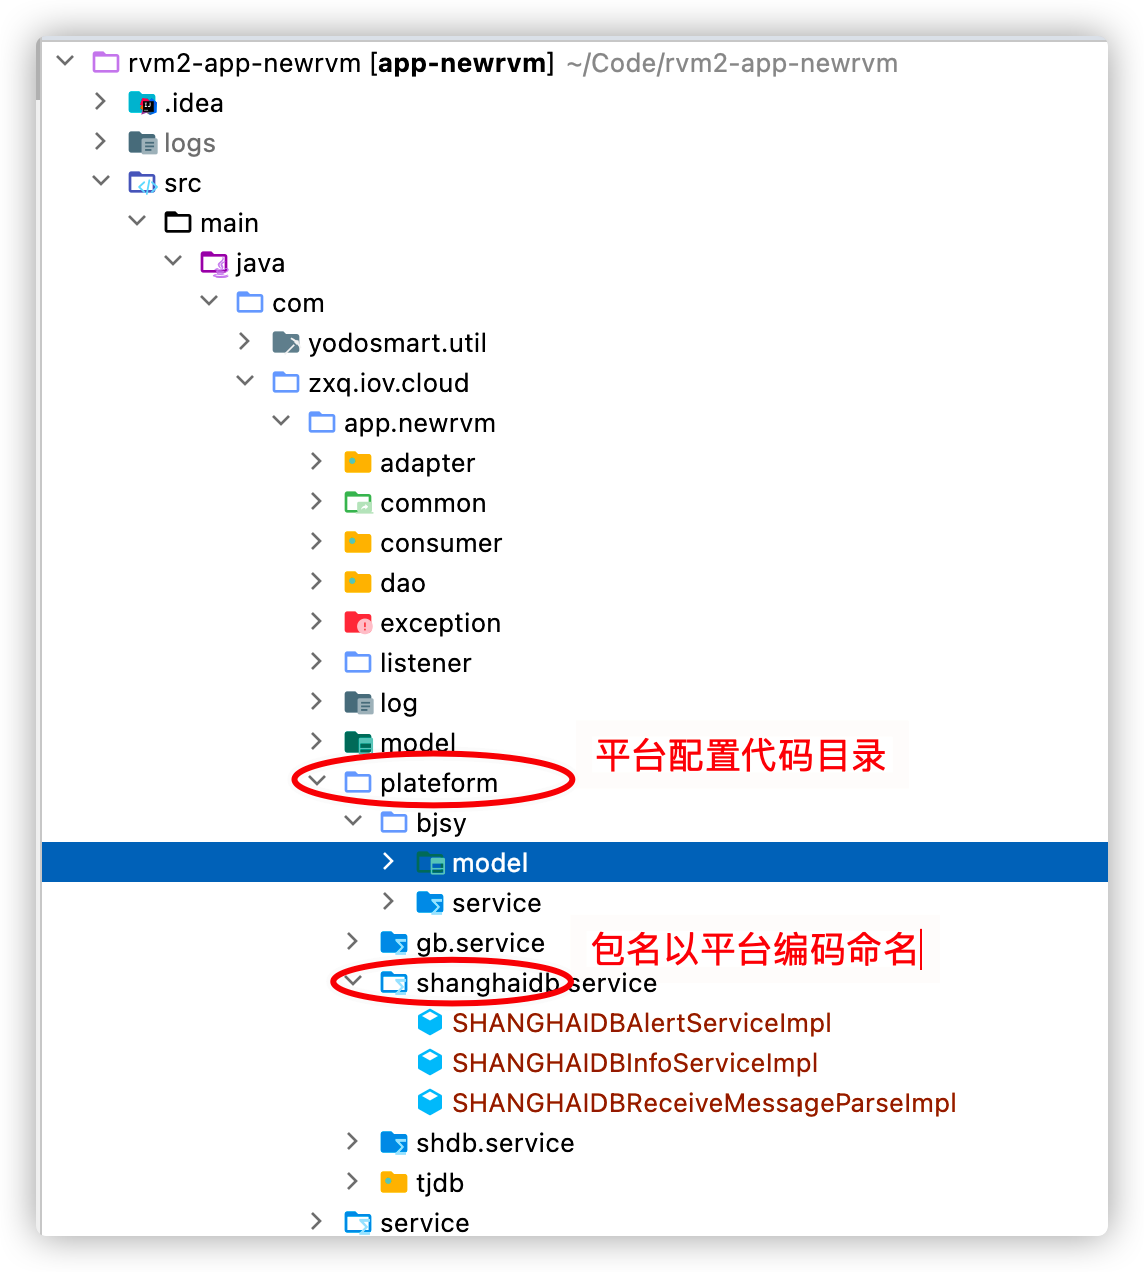 rvm2-app-newrvm [app-newrvm] ~/Code/rvm2-app-newrvm
.idea
logs
src
main
java
com
yodosmart.util
zxq.iov.cloud
app.newrvm
adapter
common
consumer
dao
exception
listener
log
model
平台配置代码目录
plateform
bjsy
model
service
gb.service
包名以平台编码命名
shanghaidb.service
SHANGHAIDBAlertServiceImpl
SHANGHAIDBInfoServiceImpl
SHANGHAIDBReceiveMessageParseImpl
shdb.service
tjdb
service